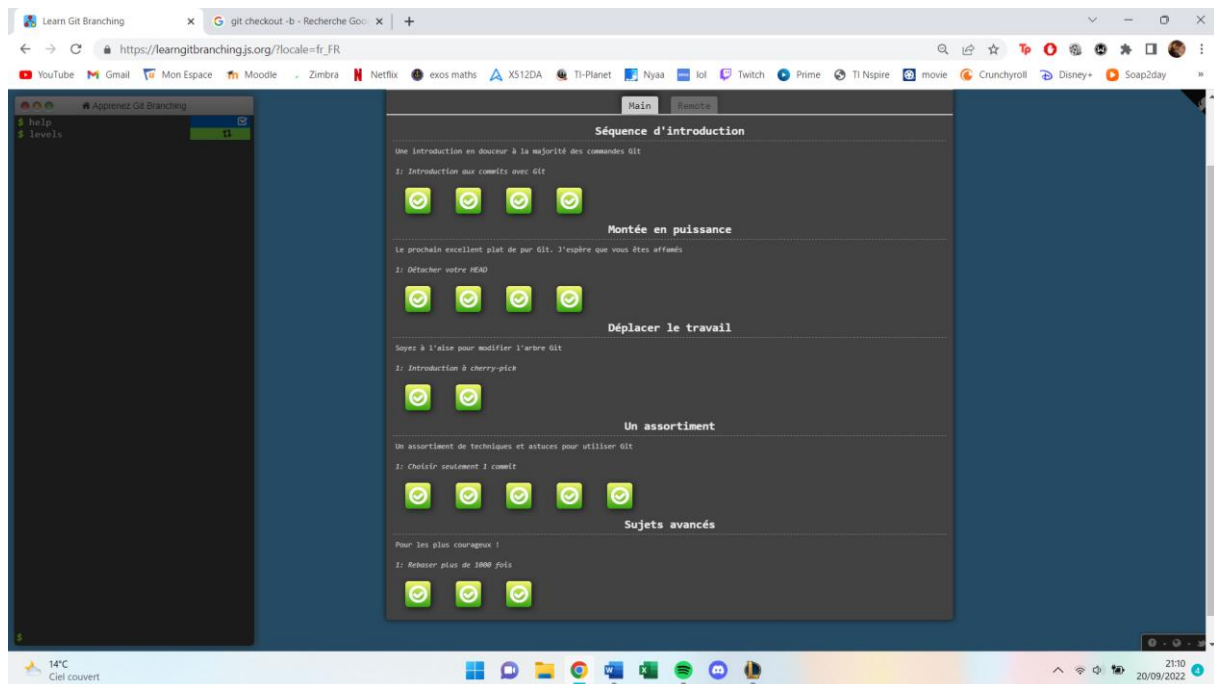 Learn Git Branching
git checkout -b - Recherche Goo
https://learngitbranching.js.org/?locale=fr_FR
YouTube Gmail Mon Espace Moodle Zimbra Netflix exos maths X512DA TI-Planet Nyaa lol Twitch Prime TI Nspire movie Crunchyroll Disney+ Soap2day »
Apprenez Git Branching
$ help
$ levels
Main Remote
Séquence d'introduction
Une introduction en douceur à la majorité des commandes Git
1: Introduction aux commits avec Git
Montée en puissance
Le prochain excellent plat de pur Git. J'espère que vous êtes affamés
1: Détacher votre HEAD
Déplacer le travail
Soyez à l'aise pour modifier l'arbre Git
1: Introduction à cherry-pick
Un assortiment
Un assortiment de techniques et astuces pour utiliser Git
1: Choisir seulement 1 commit
Sujets avancés
Pour les plus courageux !
1: Rebaser plus de 1000 fois
$
14°C
Ciel couvert
21:10
20/09/2022
4